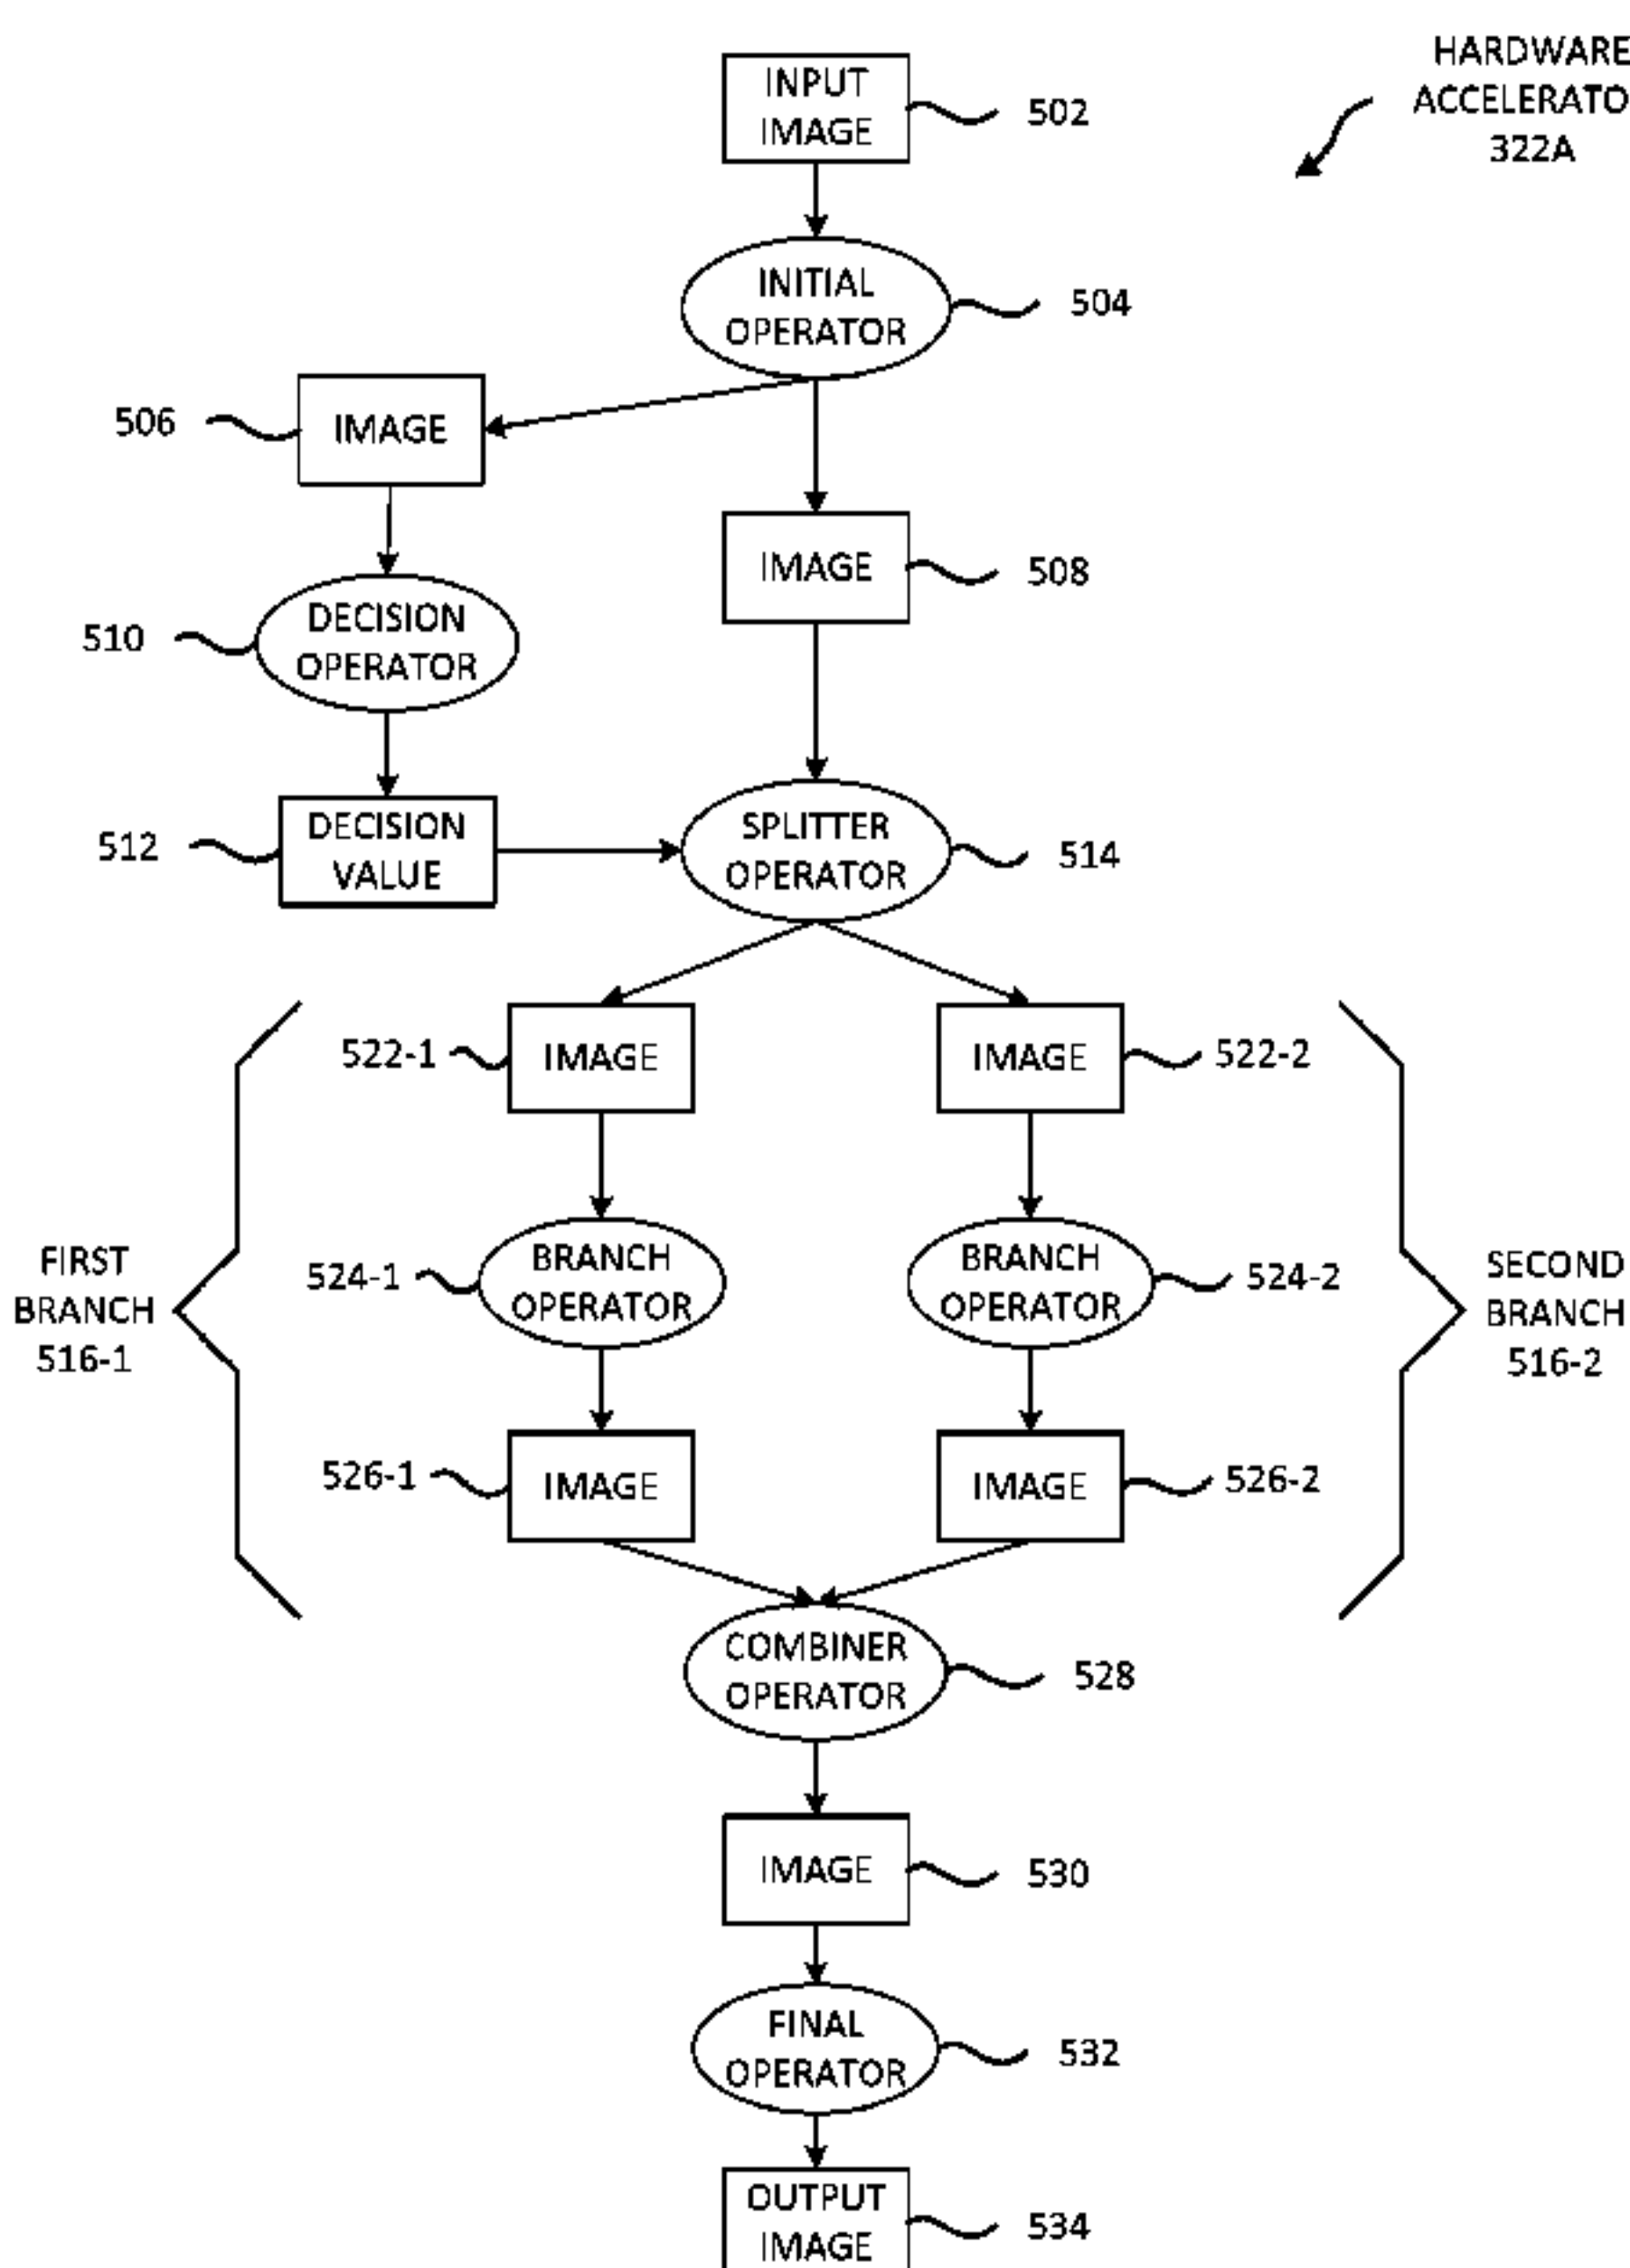 HARDWARE
ACCELERATO
322A
INPUT
IMAGE
502
INITIAL
OPERATOR
504
506
IMAGE
IMAGE
508
510
DECISION
OPERATOR
512
DECISION
VALUE
SPLITTER
OPERATOR
514
522-1
IMAGE
IMAGE
522-2
FIRST
BRANCH
516-1
524-1
BRANCH
OPERATOR
BRANCH
OPERATOR
524-2
SECOND
BRANCH
516-2
526-1
IMAGE
IMAGE
526-2
COMBINER
OPERATOR
528
IMAGE
530
FINAL
OPERATOR
532
OUTPUT
IMAGE
534